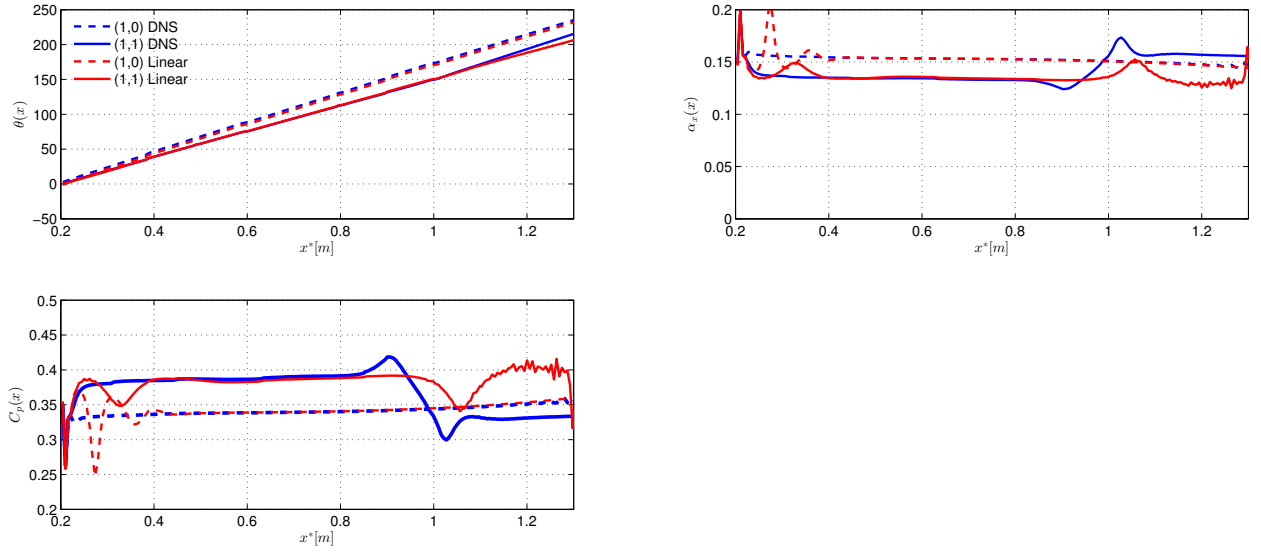 250
200
150
100
50
0
−50
θ(x)
(1,0) DNS
(1,1) DNS
(1,0) Linear
(1,1) Linear
0.2 0.4 0.6 0.8 1 1.2
x*[m]
0.2
0.15
0.1
0.05
0
αₓ(x)
0.2 0.4 0.6 0.8 1 1.2
x*[m]
0.5
0.45
0.4
0.35
0.3
0.25
0.2
Cₚ(x)
0.2 0.4 0.6 0.8 1 1.2
x*[m]